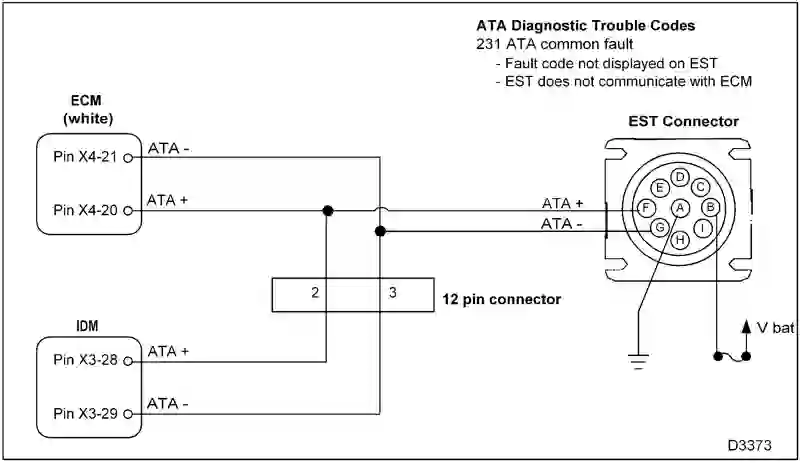 ATA Diagnostic Trouble Codes
231 ATA common fault
- Fault code not displayed on EST
- EST does not communicate with ECM
ECM
(white)
EST Connector
Pin X4-21
ATA -
Pin X4-20
ATA +
ATA +
ATA -
D
E
C
F
A
B
G
I
H
2
3
12 pin connector
IDM
V bat
Pin X3-28
ATA +
Pin X3-29
ATA -
D3373